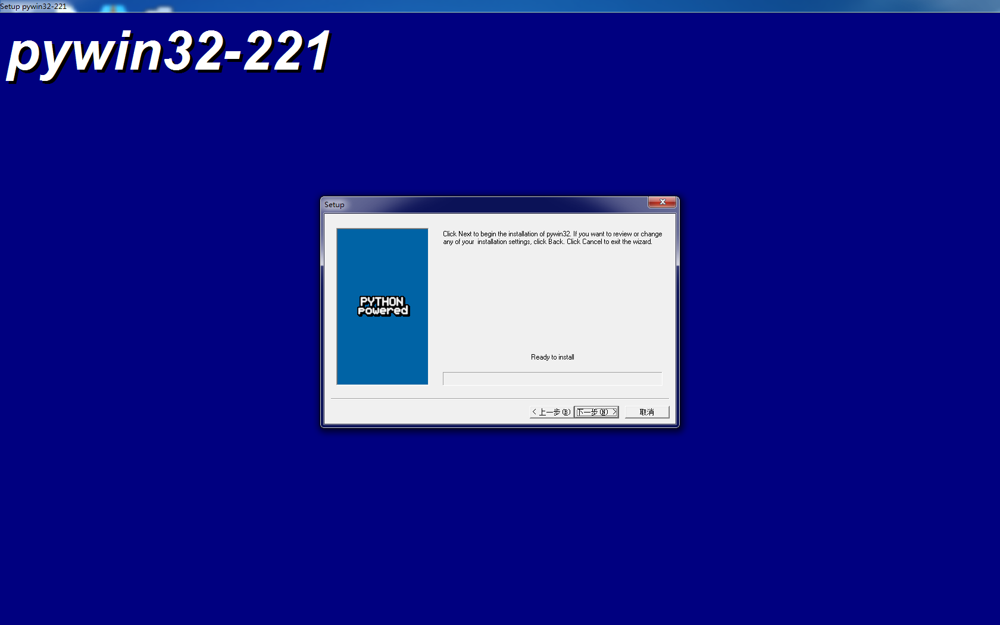 Setup pywin32-221
pywin32-221
Setup
Click Next to begin the installation of pywin32. If you want to review or change
any of your  installation settings, click Back. Click Cancel to exit the wizard.
PYTHON
powered
Ready to install
< 上一步(B)
下一步(N) >
取消